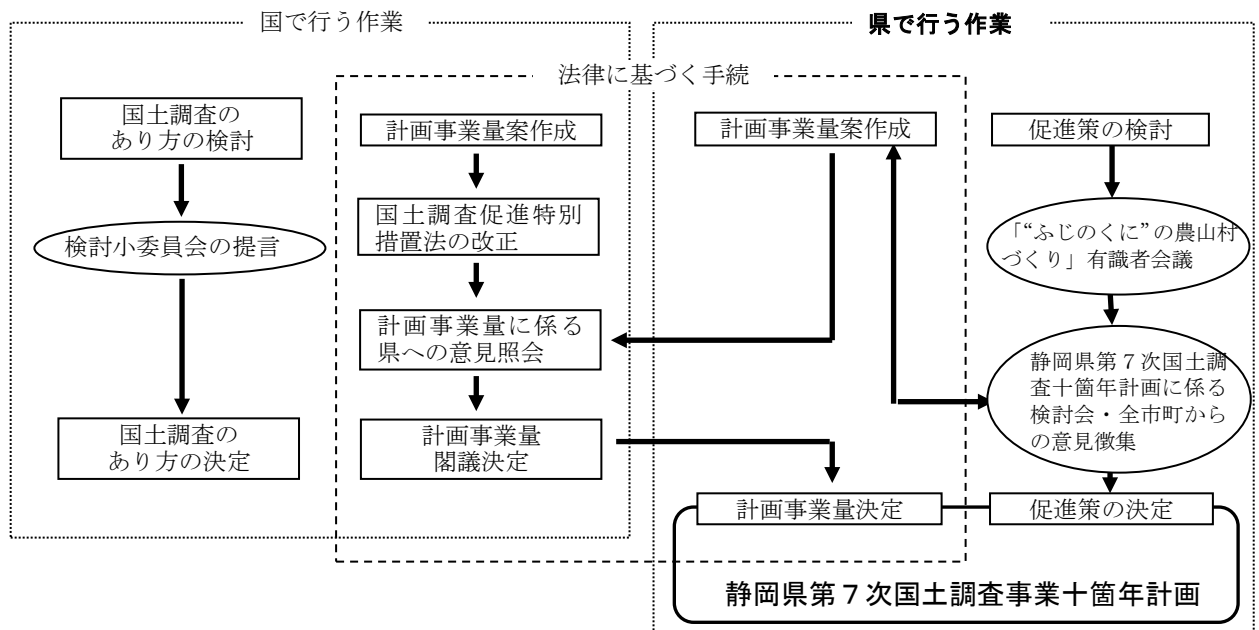 国で行う作業
県で行う作業
法律に基づく手続
国土調査の
あり方の検討
検討小委員会の提言
国土調査の
あり方の決定
計画事業量案作成
国土調査促進特別
措置法の改正
計画事業量に係る
県への意見照会
計画事業量
閣議決定
計画事業量案作成
計画事業量決定
促進策の検討
「“ふじのくに”の農山村
づくり」有識者会議
静岡県第7次国土調
査十箇年計画に係る
検討会・全市町から
の意見徴集
促進策の決定
静岡県第7次国土調査事業十箇年計画